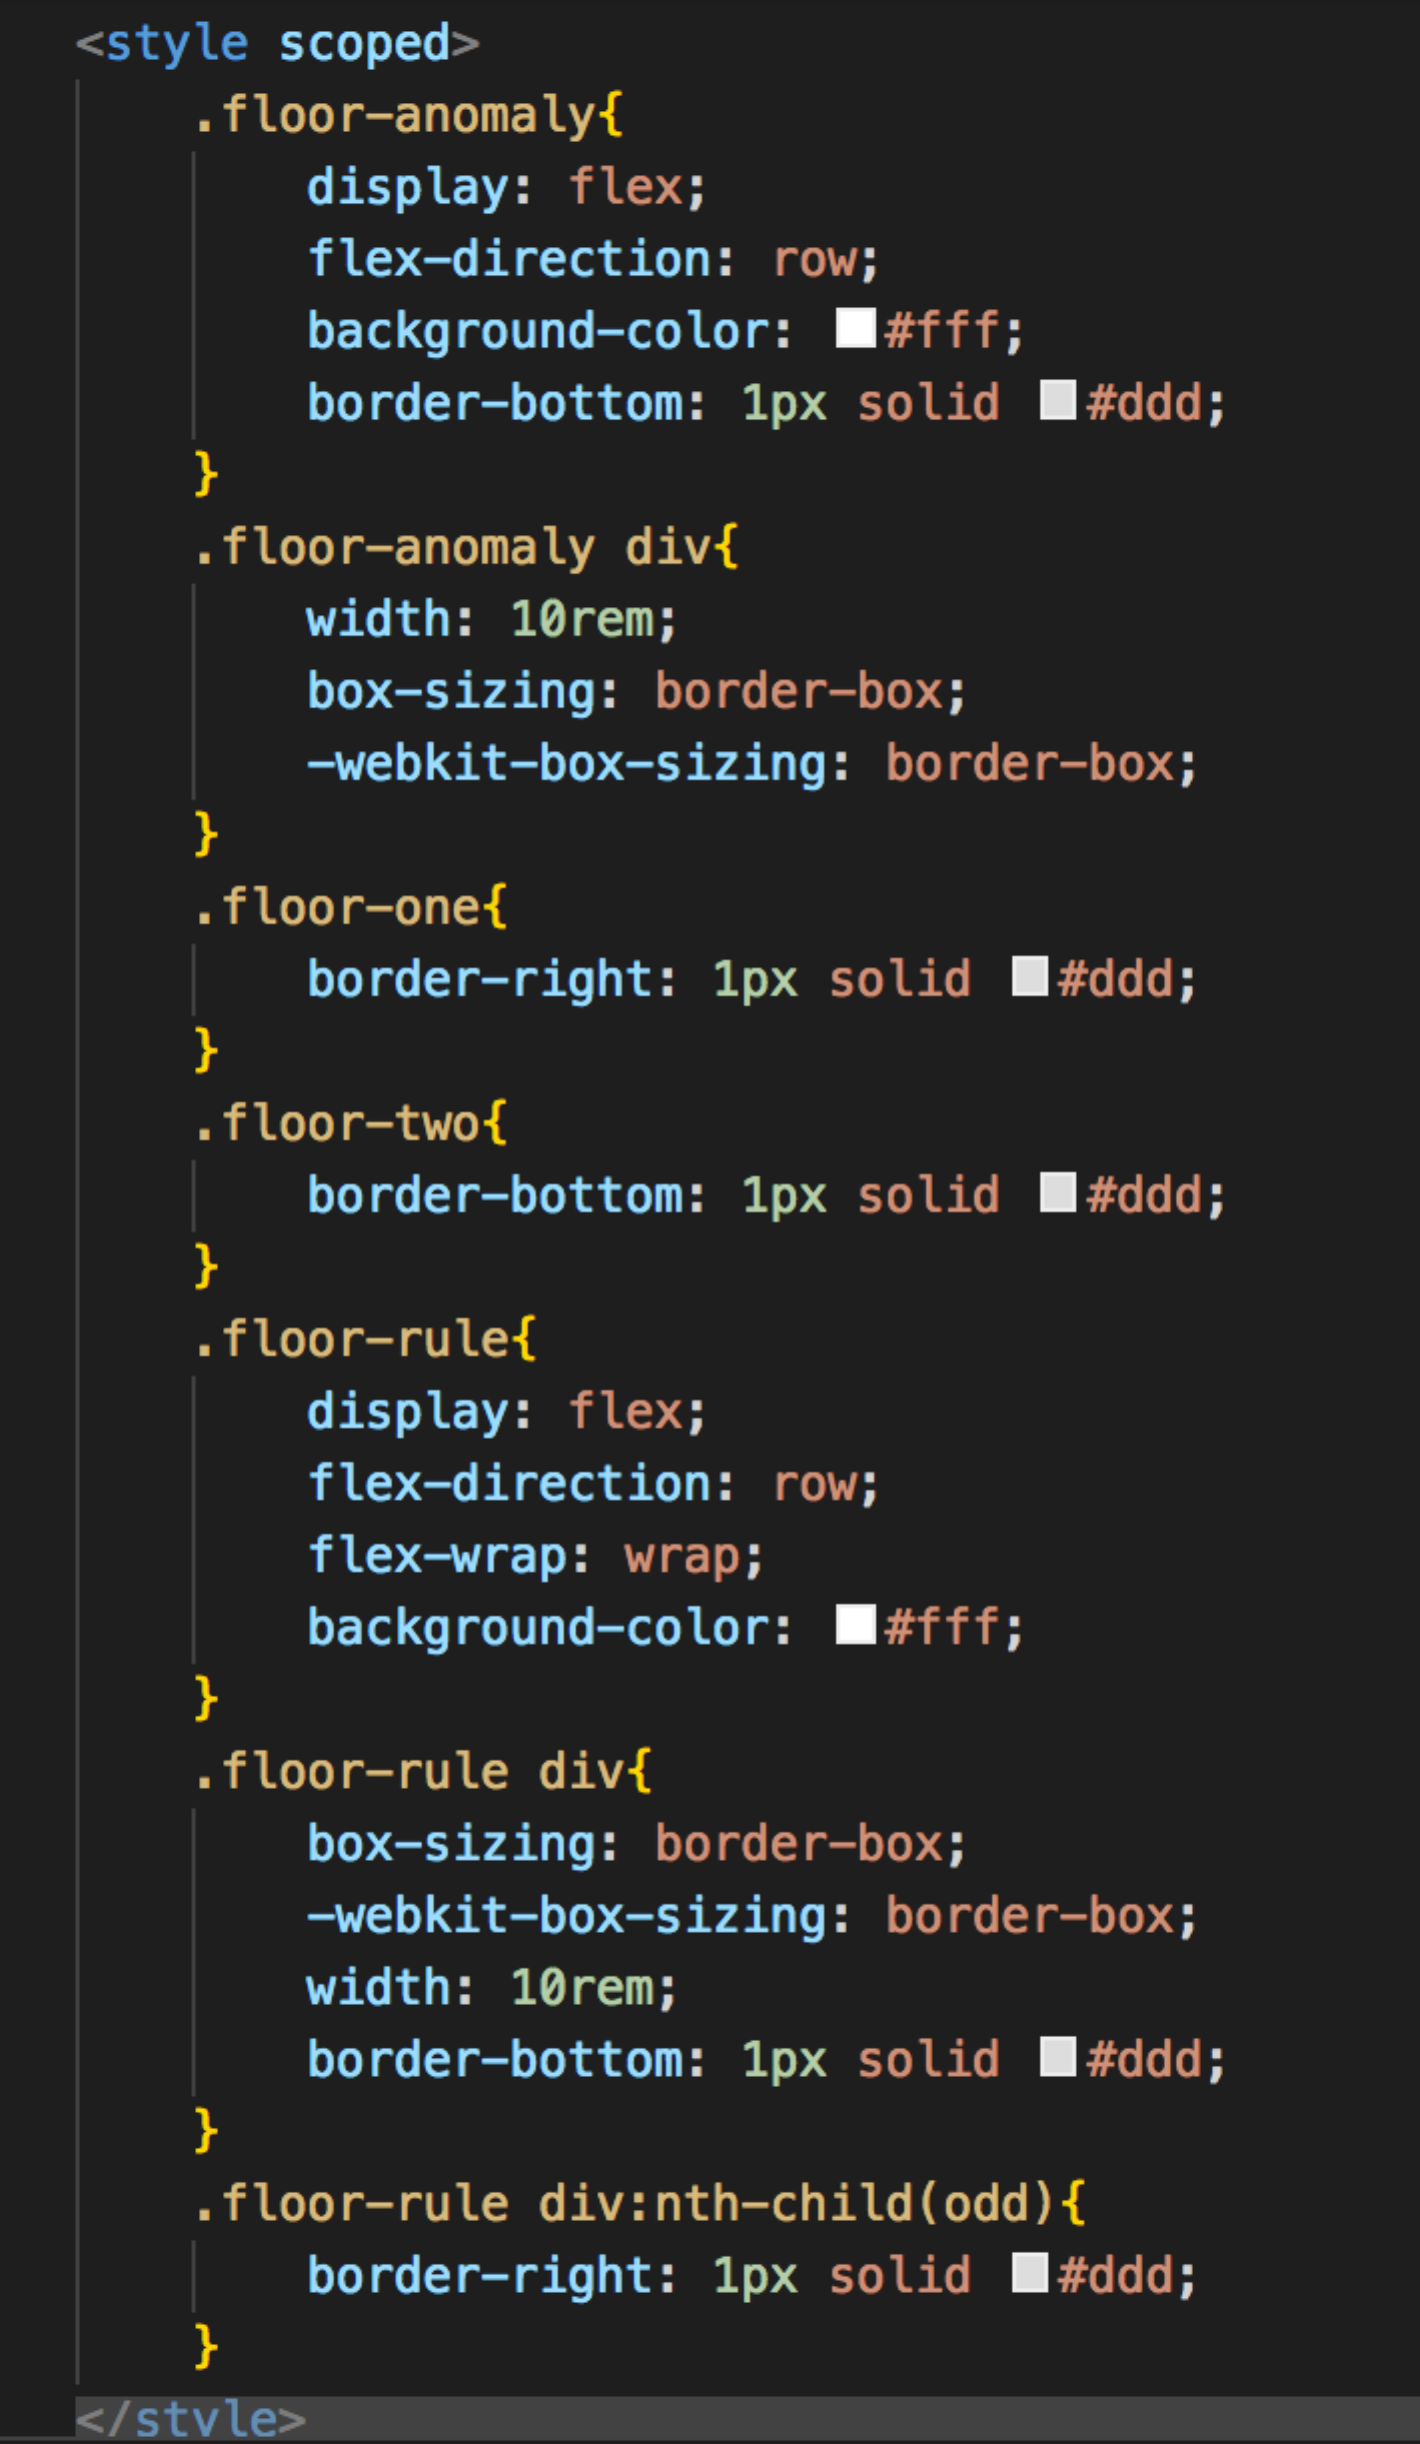 <style scoped>
.floor-anomaly{
display: flex;
flex-direction: row;
background-color: #fff;
border-bottom: 1px solid #ddd;
}
.floor-anomaly div{
width: 10rem;
box-sizing: border-box;
-webkit-box-sizing: border-box;
}
.floor-one{
border-right: 1px solid #ddd;
}
.floor-two{
border-bottom: 1px solid #ddd;
}
.floor-rule{
display: flex;
flex-direction: row;
flex-wrap: wrap;
background-color: #fff;
}
.floor-rule div{
box-sizing: border-box;
-webkit-box-sizing: border-box;
width: 10rem;
border-bottom: 1px solid #ddd;
}
.floor-rule div:nth-child(odd){
border-right: 1px solid #ddd;
}
</style>